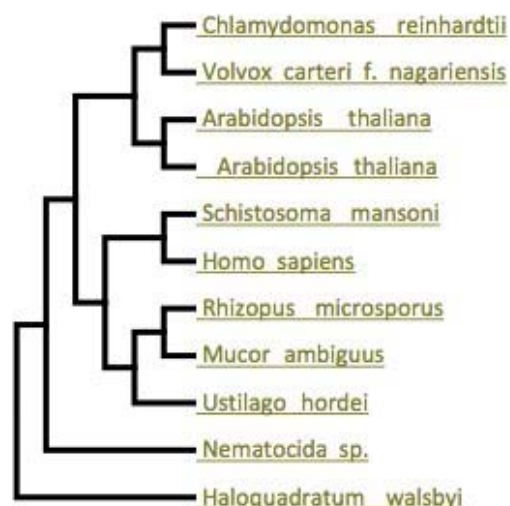 Chlamydomonas reinhardtii
Volvox carteri f. nagariensis
Arabidopsis thaliana
Arabidopsis thaliana
Schistosoma mansoni
Homo sapiens
Rhizopus microsporus
Mucor ambiguus
Ustilago hordei
Nematocida sp.
Haloquadratum walsbyi